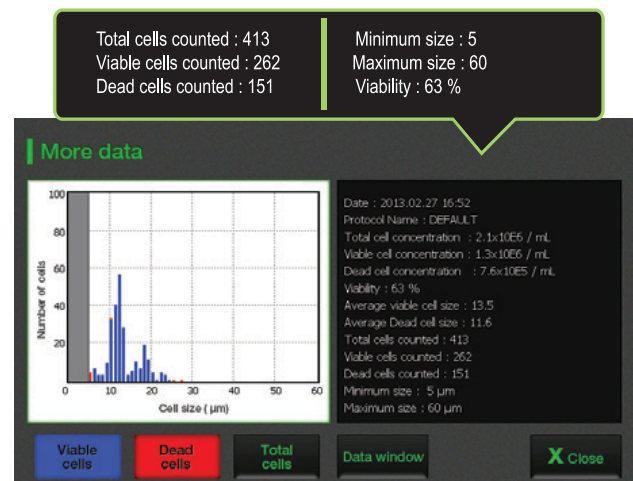 Total cells counted : 413
Viable cells counted : 262
Dead cells counted : 151
Minimum size : 5
Maximum size : 60
Viability : 63 %
More data
100
80
60
40
20
Number of cells
0 10 20 30 40 50 60
Cell size ( μm)
Date : 2013.02.27 16:52
Protocol Name : DEFAULT
Total cell concentration : 2.1x10E6 / mL
Viable cell concentration : 1.3x10E6 / mL
Dead cell concentration : 7.6x10E5 / mL
Viability : 63 %
Average viable cell size : 13.5
Average Dead cell size : 11.6
Total cells counted : 413
Viable cells counted : 262
Dead cells counted : 151
Minimum size : 5 μm
Maximum size : 60 μm
Viable
cells
Dead
cells
Total
cells
Data window
X Close